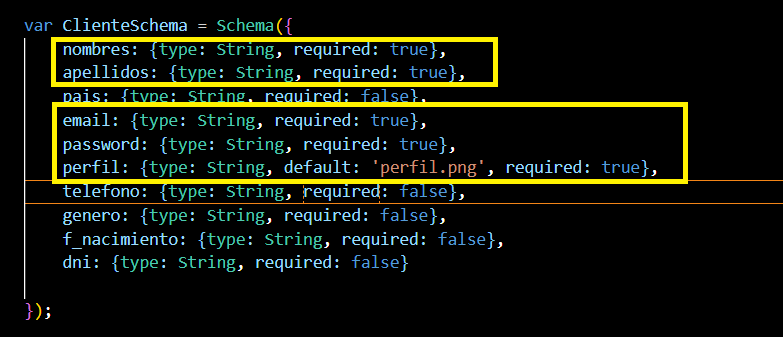 var ClienteSchema = Schema({
nombres: {type: String, required: true},
apellidos: {type: String, required: true},
pais: {type: String, required: false},
email: {type: String, required: true},
password: {type: String, required: true},
perfil: {type: String, default: 'perfil.png', required: true},
telefono: {type: String, required: false},
genero: {type: String, required: false},
f_nacimiento: {type: String, required: false},
dni: {type: String, required: false}
});